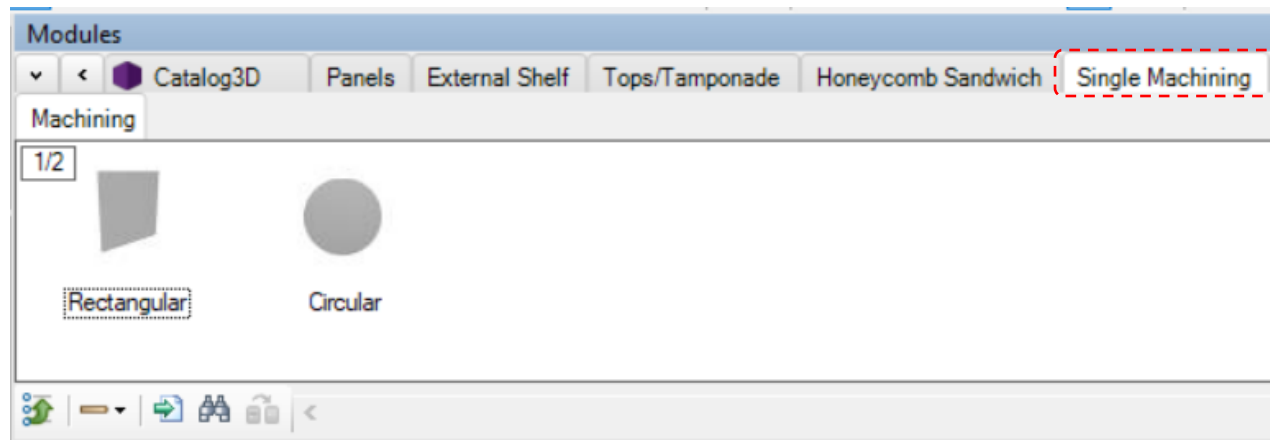 Modules
Catalog3D Panels External Shelf Tops/Tamponade Honeycomb Sandwich Single Machining
Machining
1/2
Rectangular Circular